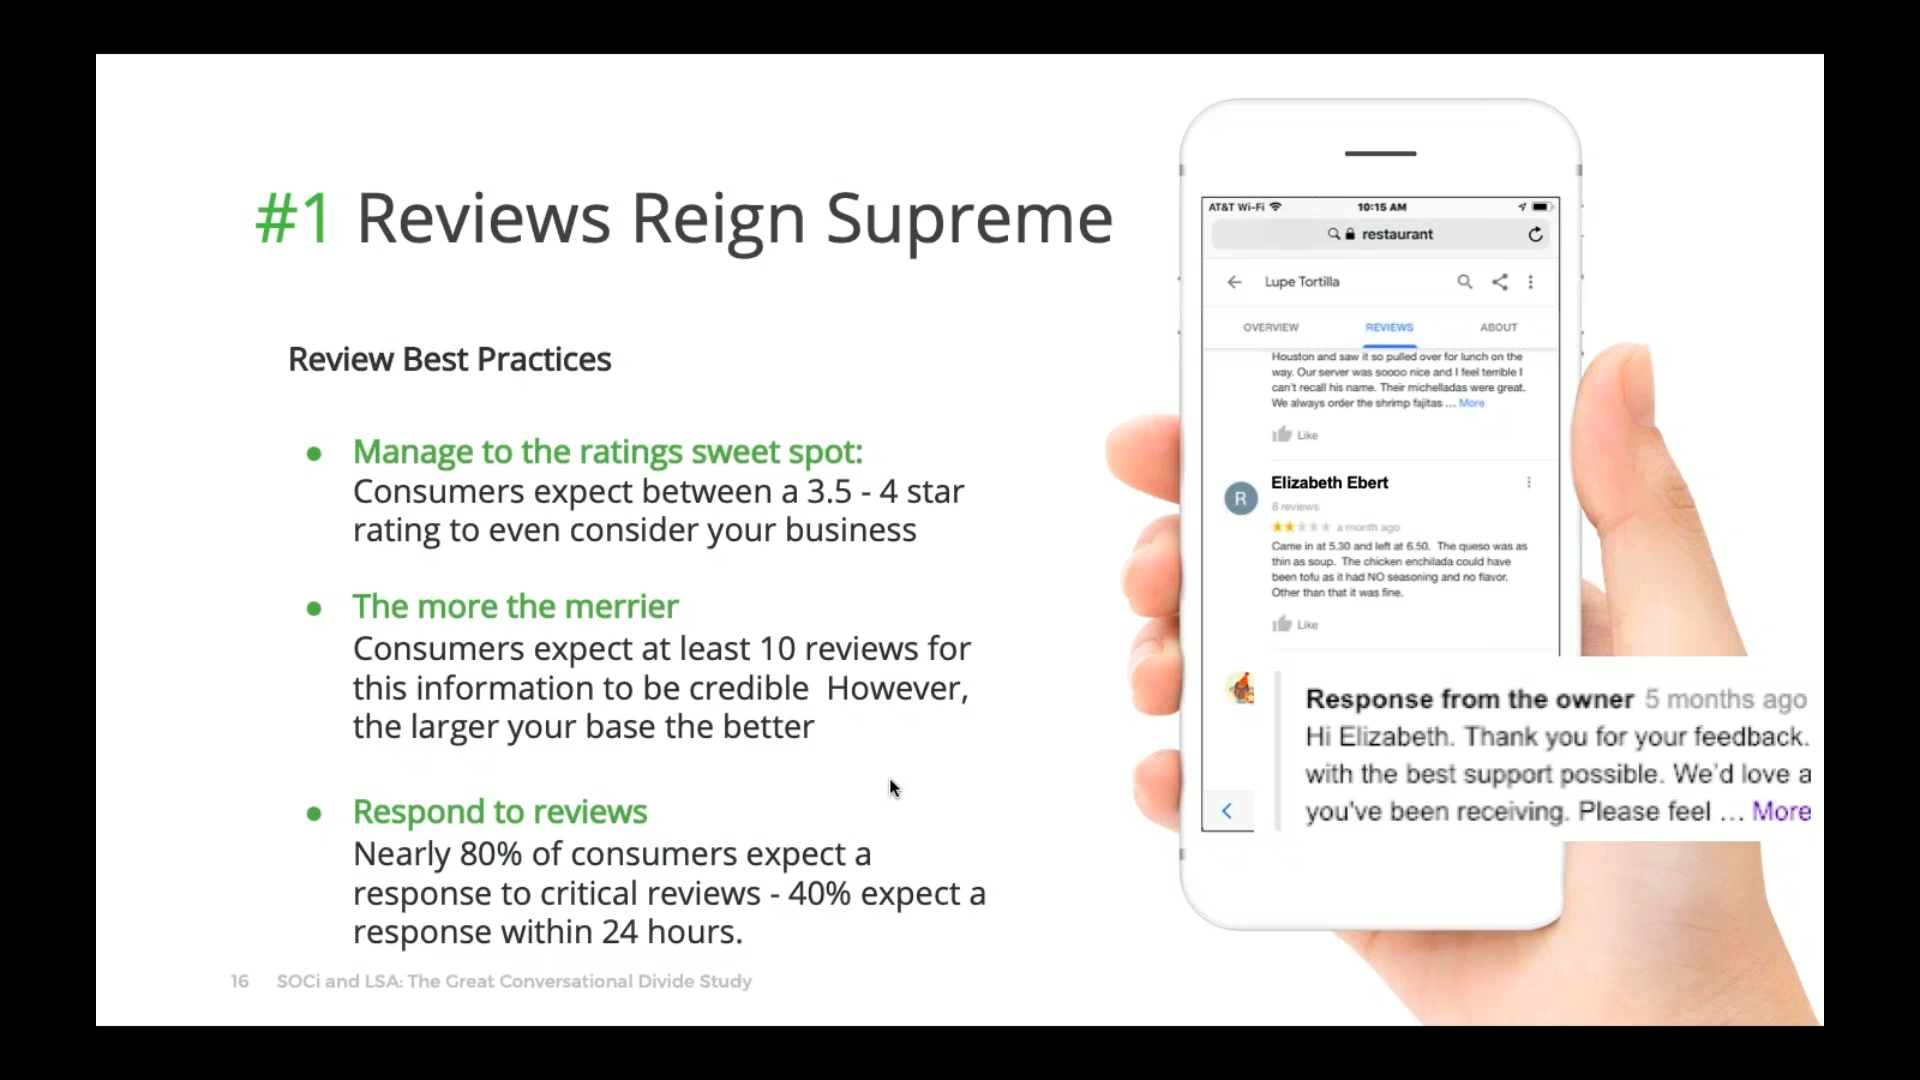 #1 Reviews Reign Supreme
Review Best Practices
Manage to the ratings sweet spot:
Consumers expect between a 3.5 - 4 star
rating to even consider your business
The more the merrier
Consumers expect at least 10 reviews for
this information to be credible  However,
the larger your base the better
Respond to reviews
Nearly 80% of consumers expect a
response to critical reviews - 40% expect a
response within 24 hours.
16 SOCi and LSA: The Great Conversational Divide Study
AT&T Wi-Fi 10:15 AM
restaurant
Lupe Tortilla
OVERVIEW REVIEWS ABOUT
Houston and saw it so pulled over for lunch on the
way. Our server was soooo nice and I feel terrible I
can't recall his name. Their michelladas were great.
We always order the shrimp fajitas ... More
Like
R
Elizabeth Ebert
8 reviews
a month ago
Came in at 5.30 and left at 6.50. The queso was as
thin as soup. The chicken enchilada could have
been tofu as it had NO seasoning and no flavor.
Other than that it was fine.
Like
Response from the owner 5 months ago
Hi Elizabeth. Thank you for your feedback.
with the best support possible. We'd love a
you've been receiving. Please feel ... More